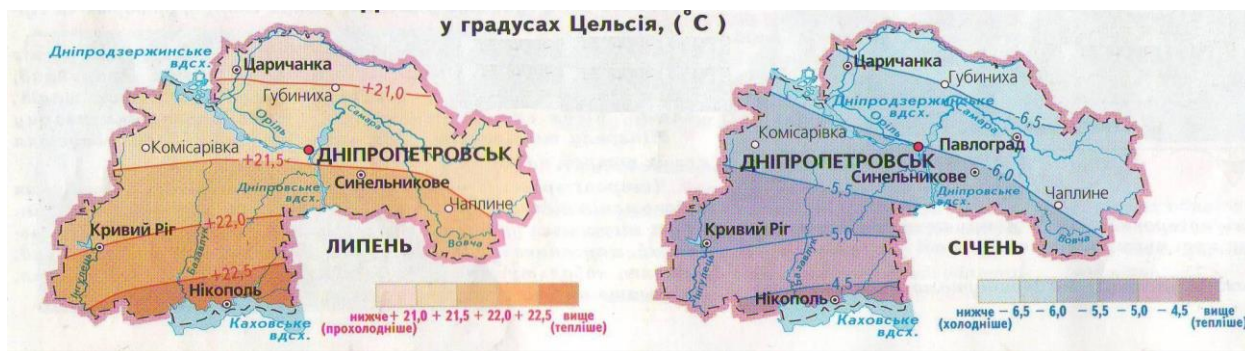 у градусах Цельсія, (°С )
Дніпродзержинське
вдсх.
Царичанка
Губиниха
+21,0
Оріль
Самара
Комісарівка
ДНІПРОПЕТРОВСЬК
+21,5
Синельникове
Дніпровське
вдсх.
Чаплине
+22,0
Кривий Ріг
Вовча
ЛИПЕНЬ
Інгулець
Базавлук
+22,5
Нікополь
Каховське
вдсх.
нижче + 21,0 + 21,5 + 22,0 + 22,5 вище
(прохолодніше) (тепліше)
Царичанка
Губиниха
Дніпродзержинське
вдсх.
6,5
Оріль
Самара
Комісарівка
Павлоград
ДНІПРОПЕТРОВСЬК
Синельникове
6,0
5,5
Дніпровське
вдсх.
Чаплине
Кривий Ріг
5,0
Вовча
СІЧЕНЬ
Інгулець
Базавлук
Нікополь
4,5
Каховське
вдсх.
нижче – 6,5 – 6,0 – 5,5 – 5,0 – 4,5 вище
(холодніше) (тепліше)